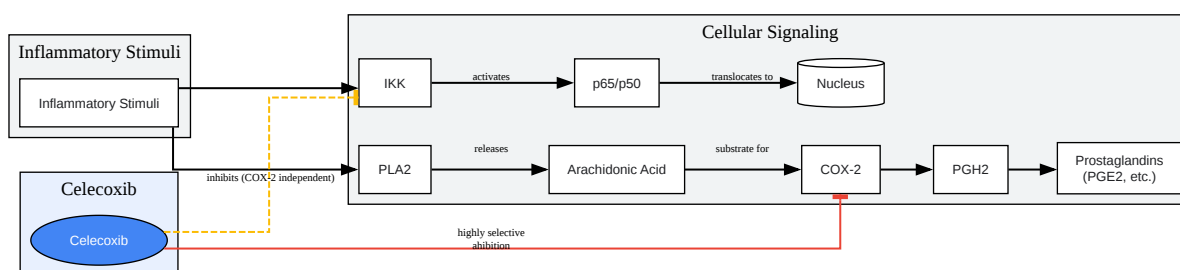 Cellular Signaling
Inflammatory Stimuli
Inflammatory Stimuli
IKK
activates
p65/p50
translocates to
Nucleus
PLA2
releases
Arachidonic Acid
substrate for
COX-2
PGH2
Prostaglandins
(PGE2, etc.)
inhibits (COX-2 independent)
Celecoxib
Celecoxib
highly selective
ahibition